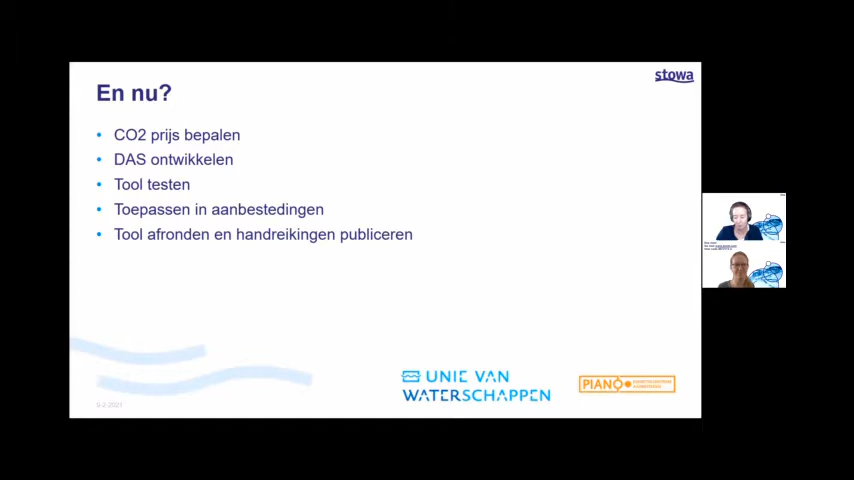 stowa
En nu?
• CO2 prijs bepalen
• DAS ontwikkelen
• Tool testen
• Toepassen in aanbestedingen
• Tool afronden en handreikingen publiceren
UNIE VAN
WATERSCHAPPEN
PIANO